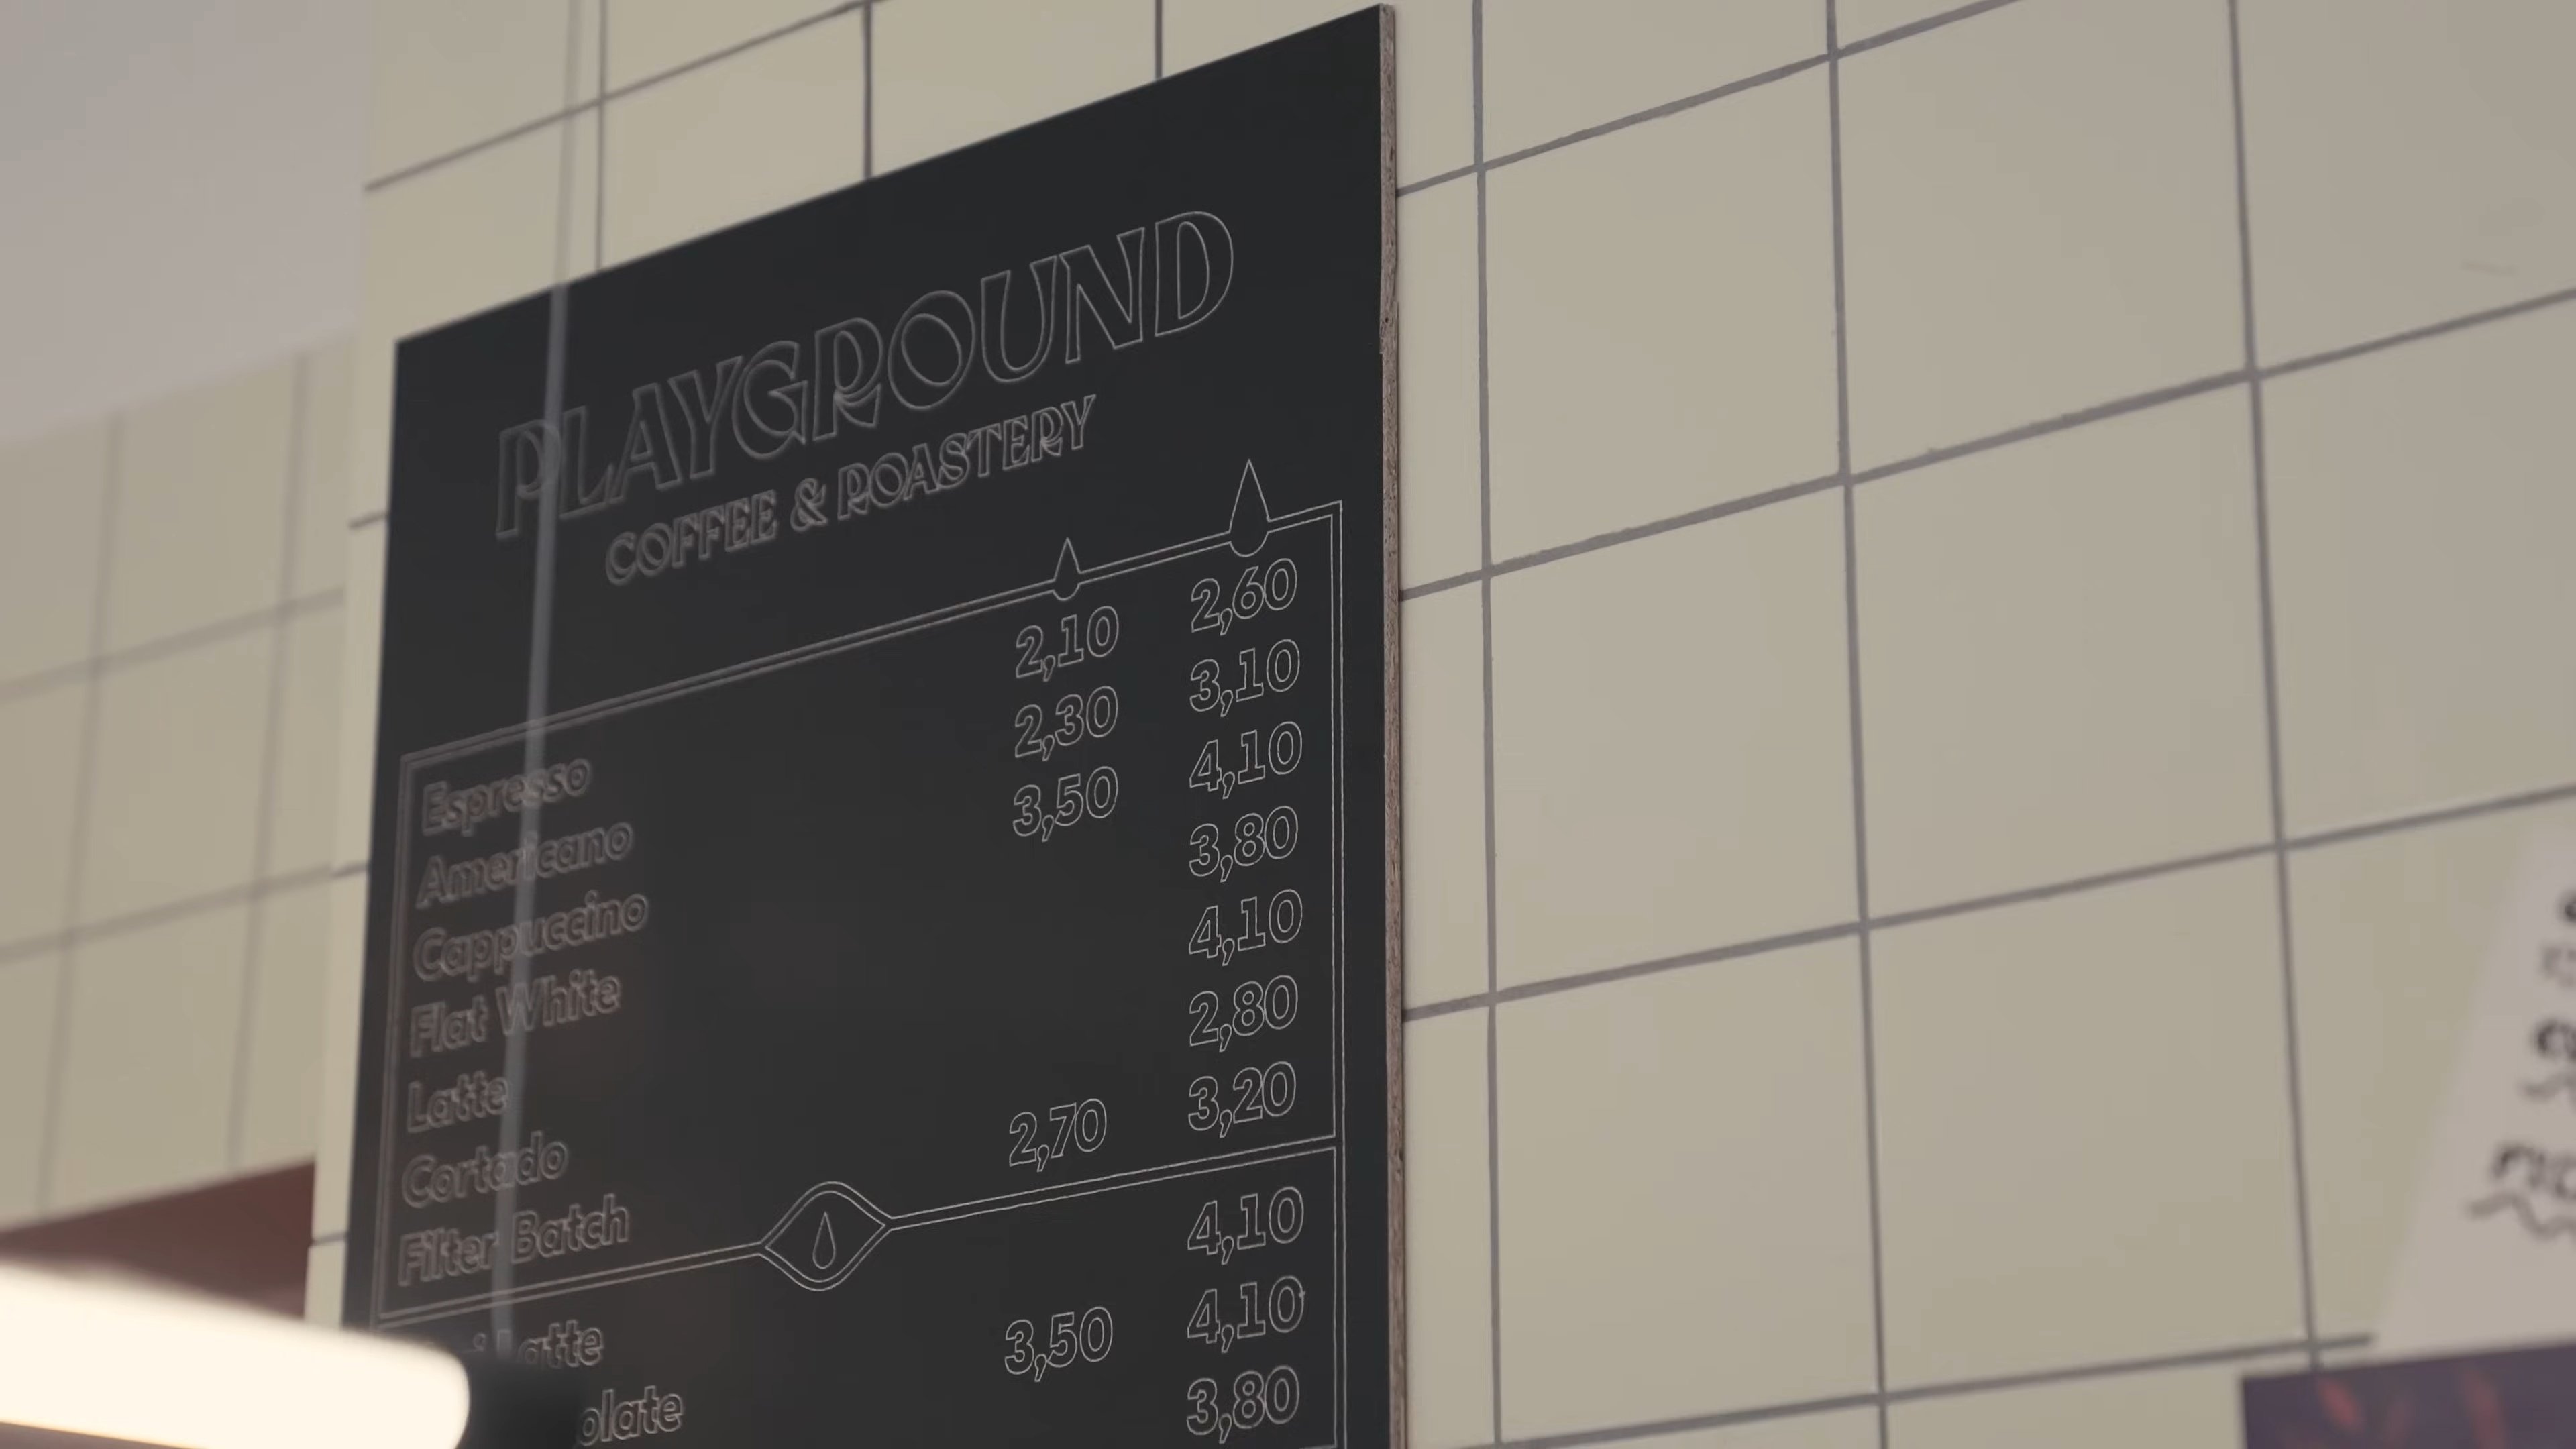 PLAYGROUND
COFFEE & ROASTERY
Espresso 2,10 2,60
Americano 2,30 3,10
Cappuccino 3,50 4,10
Flat White 3,80
Latte 4,10
Cortado 2,80
Filter Batch 2,70 3,20
Latte 4,10
3,50 4,10
3,80